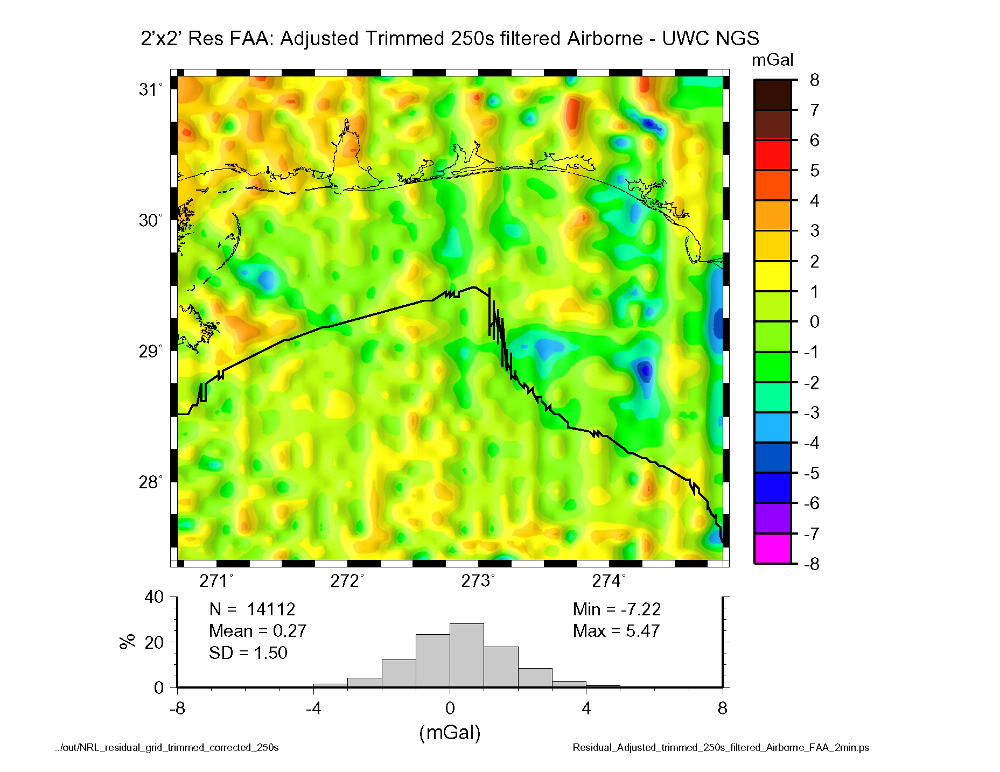 2’x2’ Res FAA: Adjusted Trimmed 250s filtered Airborne - UWC NGS
mGal
31°
30°
29°
28°
271° 272° 273° 274°
8
7
6
5
4
3
2
1
0
-1
-2
-3
-4
-5
-6
-7
-8
40
20
0
%
N = 14112
Mean = 0.27
SD = 1.50
Min = -7.22
Max = 5.47
-8 -4 0 4 8
(mGal)
../out/NRL_residual_grid_trimmed_corrected_250s
Residual_Adjusted_trimmed_250s_filtered_Airborne_FAA_2min.ps